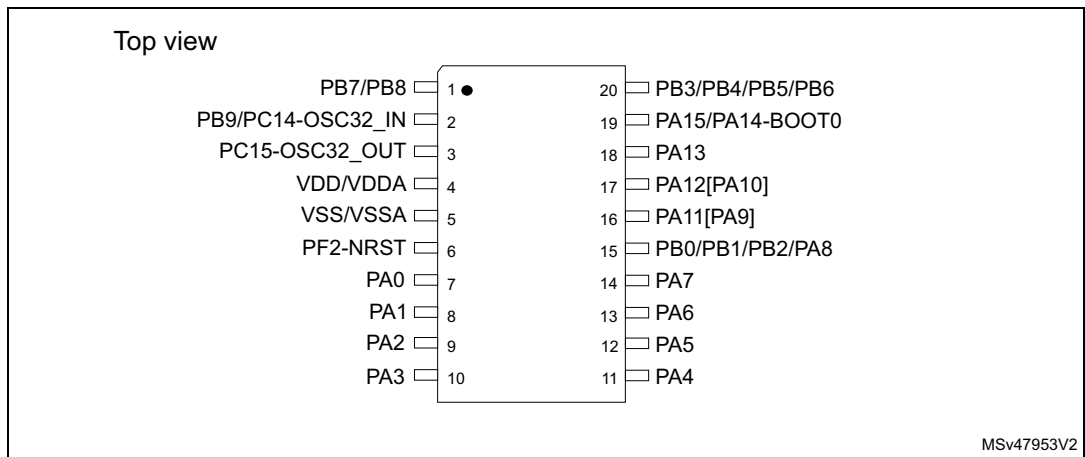 Top view
PB7/PB8 1 20 PB3/PB4/PB5/PB6
PB9/PC14-OSC32_IN 2 19 PA15/PA14-BOOT0
PC15-OSC32_OUT 3 18 PA13
VDD/VDDA 4 17 PA12[PA10]
VSS/VSSA 5 16 PA11[PA9]
PF2-NRST 6 15 PB0/PB1/PB2/PA8
PA0 7 14 PA7
PA1 8 13 PA6
PA2 9 12 PA5
PA3 10 11 PA4
MSv47953V2